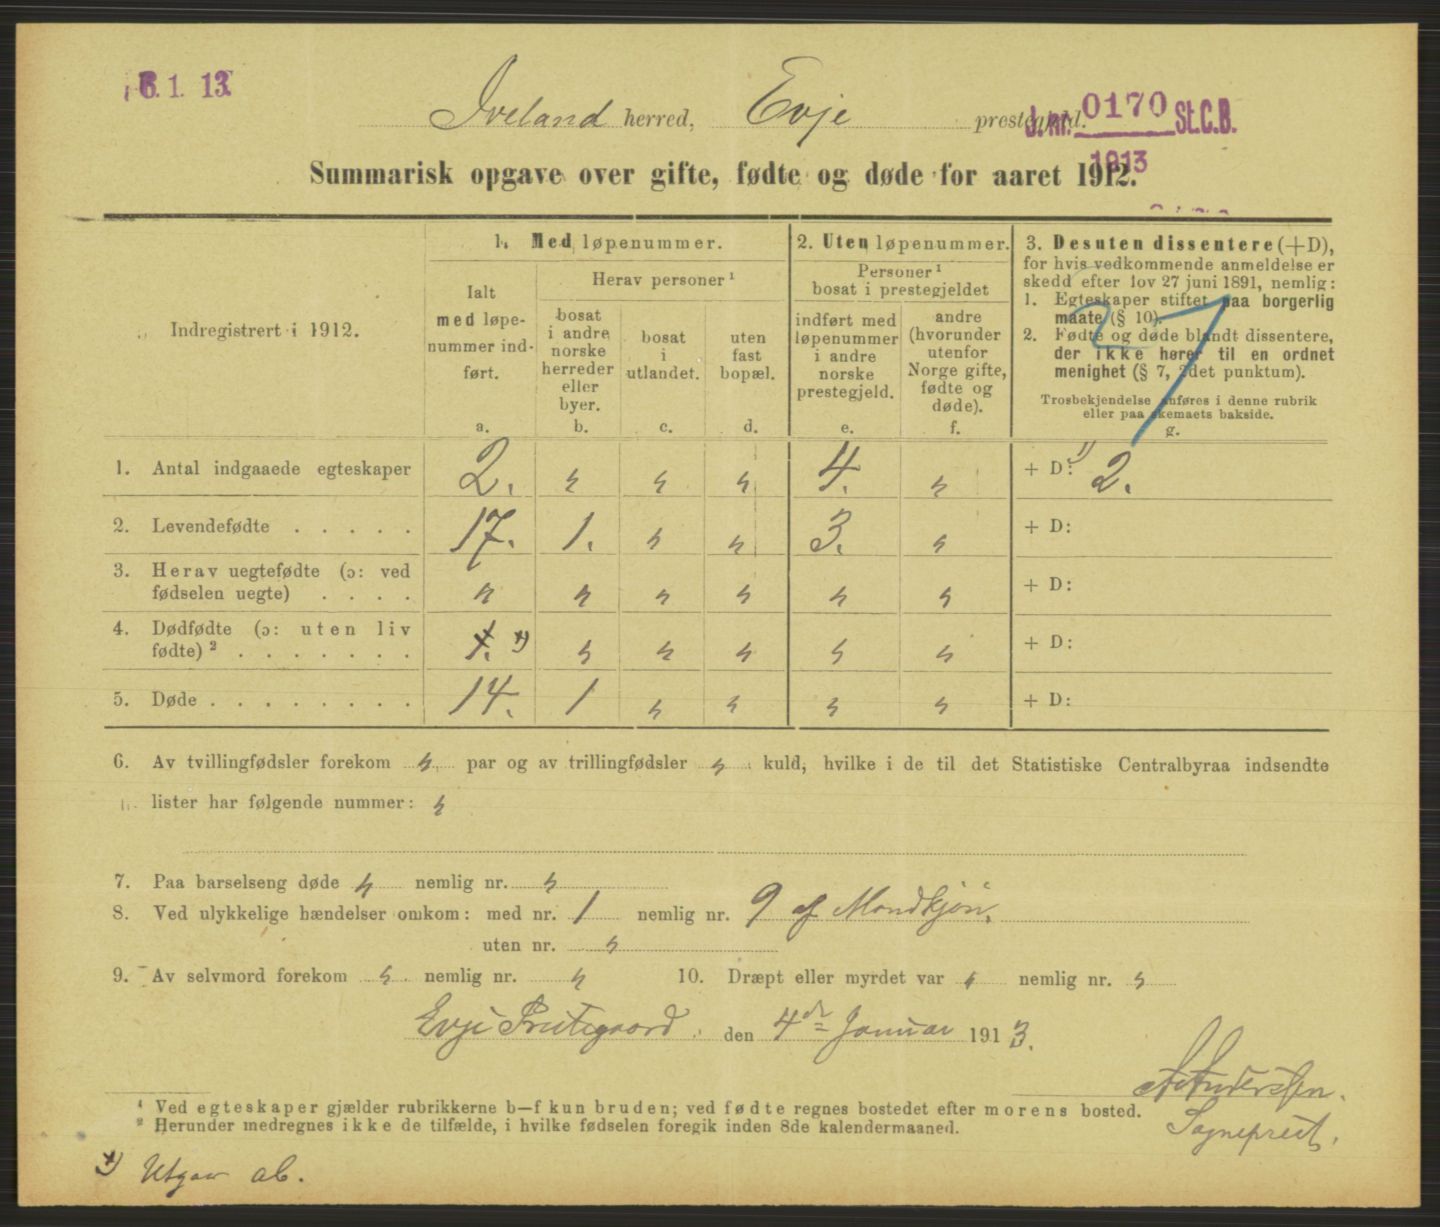 6.1.13.
Iveland herred, Evje prestegjeld.
J. nr. 0170 St.C.B.
1913
Summarisk opgave over gifte, fødte og døde for aaret 1912.
Indregistrert i 1912.
1. Med løpenummer.
Ialt
med løpe-
nummer ind-
ført.
a.
Herav personer¹
bosat
i andre
norske
herreder
eller
byer.
b.
bosat
i
utlandet.
c.
uten
fast
bopæl.
d.
2. Uten løpenummer.
Personer¹
bosat i prestegjeldet
indført med
løpenummer
i andre
norske
prestegjeld.
e.
andre
(hvorunder
utenfor
Norge gifte,
fødte og
døde).
f.
3. Desuten dissentere (+D),
for hvis vedkommende anmeldelse er
skedd efter lov 27 juni 1891, nemlig:
1. Egteskaper stiftet paa borgerlig
maate (§ 10).
2. Fødte og døde blandt dissentere,
der ikke hører til en ordnet
menighet (§ 7, 2det punktum).
Trosbekjendelse anføres i denne rubrik
eller paa skemaets bakside.
g.
1. Antal indgaaede egteskaper 2. " " " 4. " + D: 1) 2.
2. Levendefødte . . . . . 17. 1. " " 3. " + D:
3. Herav uegtefødte (ɔ: ved
fødselen uegte) . . . . " " " " " " + D:
4. Dødfødte (ɔ: uten liv
fødte)² . . . . . . . " " " " " + D:
5. Døde . . . . . . . . 14. 1 " " " " + D:
6. Av tvillingfødsler forekom " par og av trillingfødsler " kuld, hvilke i de til det Statistiske Centralbyraa indsendte
lister har følgende nummer: "
7. Paa barselseng døde " nemlig nr. "
8. Ved ulykkelige hændelser omkom: med nr. 1 nemlig nr. 9 af Mandkjøn.
uten nr. "
9. Av selvmord forekom " nemlig nr. " 10. Dræpt eller myrdet var " nemlig nr. "
Evje Prestegaard den 4de Januar 1913.
Andersen.
Sogneprest.
¹ Ved egteskaper gjælder rubrikkerne b—f kun bruden; ved fødte regnes bostedet efter morens bosted.
² Herunder medregnes ikke de tilfælde, i hvilke fødselen foregik inden 8de kalendermaaned.
Utgaar ab.